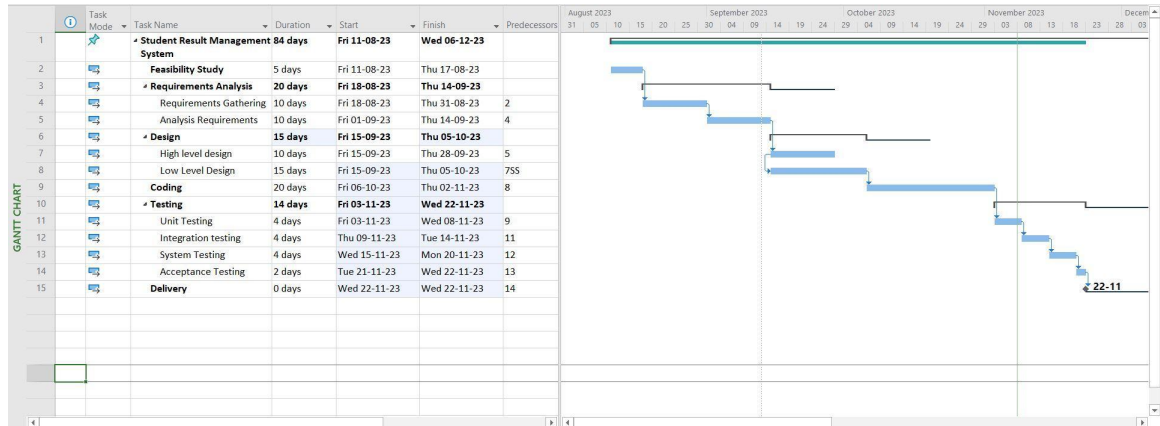 August 2023 September 2023 October 2023 November 2023 Decem
Task Mode Task Name Duration Start Finish Predecessors 31 05 10 15 20 25 30 04 09 14 19 24 29 04 09 14 19 24 29 03 08 13 18 23 28 03
1 Student Result Management System 84 days Fri 11-08-23 Wed 06-12-23
2 Feasibility Study 5 days Fri 11-08-23 Thu 17-08-23
3 Requirements Analysis 20 days Fri 18-08-23 Thu 14-09-23
4 Requirements Gathering 10 days Fri 18-08-23 Thu 31-08-23 2
5 Analysis Requirements 10 days Fri 01-09-23 Thu 14-09-23 4
6 Design 15 days Fri 15-09-23 Thu 05-10-23
7 High level design 10 days Fri 15-09-23 Thu 28-09-23 5
8 Low Level Design 15 days Fri 15-09-23 Thu 05-10-23 7SS
9 Coding 20 days Fri 06-10-23 Thu 02-11-23 8
10 Testing 14 days Fri 03-11-23 Wed 22-11-23
11 Unit Testing 4 days Fri 03-11-23 Wed 08-11-23 9
12 Integration testing 4 days Thu 09-11-23 Tue 14-11-23 11
13 System Testing 4 days Wed 15-11-23 Mon 20-11-23 12
14 Acceptance Testing 2 days Tue 21-11-23 Wed 22-11-23 13
15 Delivery 0 days Wed 22-11-23 Wed 22-11-23 14 22-11
GANTT CHART